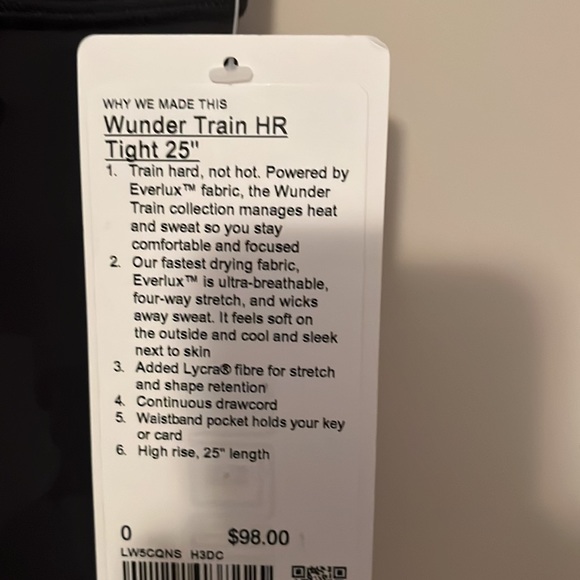 WHY WE MADE THIS
Wunder Train HR
Tight 25"
1. Train hard, not hot. Powered by
Everlux™ fabric, the Wunder
Train collection manages heat
and sweat so you stay
comfortable and focused
2. Our fastest drying fabric,
Everlux™ is ultra-breathable,
four-way stretch, and wicks
away sweat. It feels soft on
the outside and cool and sleek
next to skin
3. Added Lycra® fibre for stretch
and shape retention
4. Continuous drawcord
5. Waistband pocket holds your key
or card
6. High rise, 25" length
0 $98.00
LW5CQNS H3DC